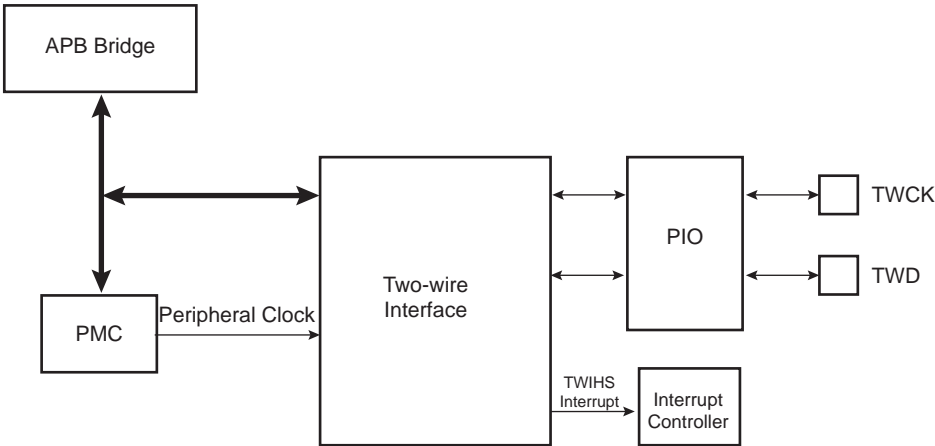 APB Bridge
TWCK
PIO
Two-wire
Interface
TWD
Peripheral Clock
PMC
TWIHS
Interrupt
Interrupt
Controller